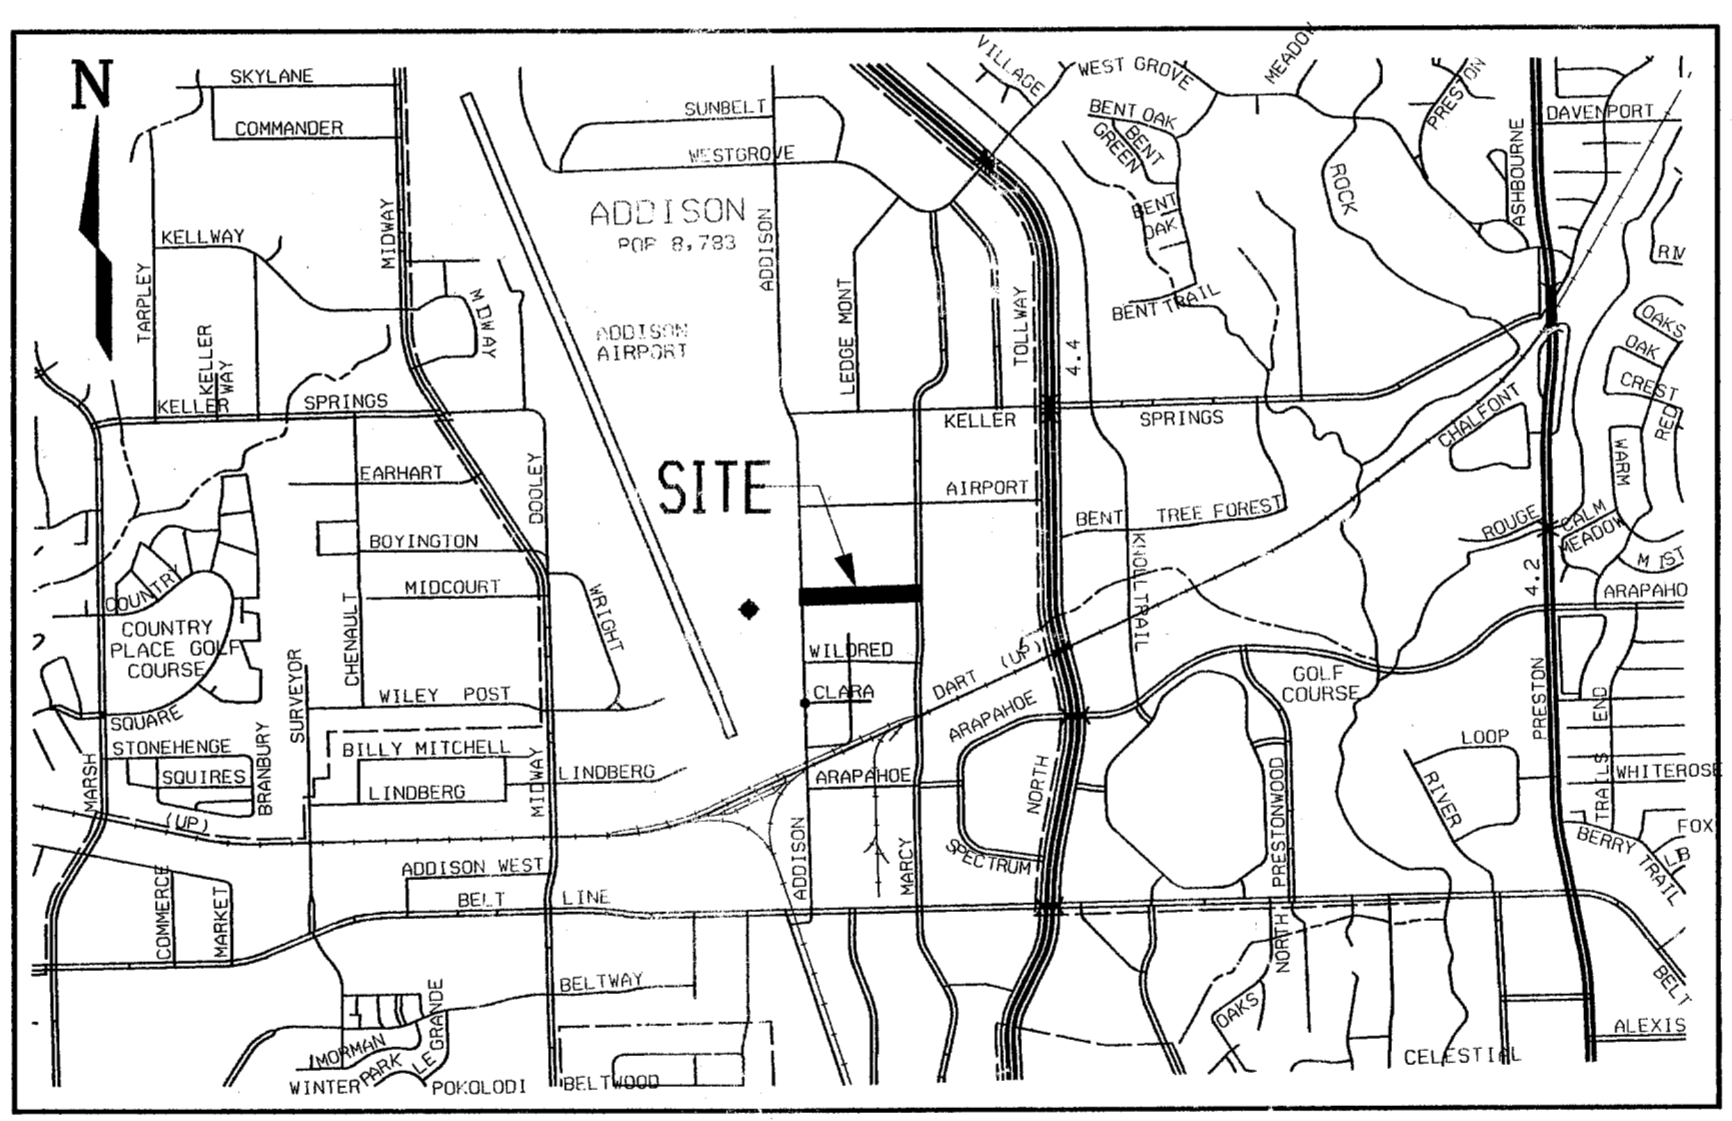 N
SKYLANE
COMMANDER
TARPLEY
KELLWAY
MIDWAY
MIDWAY
KELLER
WAY
KELLER
SPRINGS
SUNBELT
WESTGROVE
ADDISON
POP 8,783
ADDISON
ADDISON
AIRPORT
LEDGE MONT
TOLLWAY
4.4
VILLAGE
WEST GROVE
MEADOW
PRESTON
BENT OAK
BENT
GREEN
BENT
OAK
BENT TRAIL
ROCK
ASHBOURNE
DAVENPORT
OAKS
OAK
CREST
RED
WARM
KELLER
SPRINGS
CHALFONT
EARHART
DOOLEY
SITE
AIRPORT
BENT
TREE FOREST
ROUGE
CALM
MEADOW
MIST
4.2
ARAPAHO
BOYINGTON
MIDCOURT
WRIGHT
CHENAULT
KNOLLTRAIL
COUNTRY
COUNTRY
PLACE GOLF
COURSE
SURVEYOR
WILDRED
CLARA
DART
(UP)
ARAPAHOE
GOLF
COURSE
PRESTON
WILEY POST
SQUARE
STONEHENGE
SQUIRES
BRANBURY
MARSH
(UP)
BILLY MITCHELL
LINDBERG
LINDBERG
MIDWAY
ARAPAHOE
NORTH
LOOP
RIVER
TRAILS END
WHITEROSE
FOX
BERRY TRAIL
ADDISON
MARCY
SPECTRUM
PRESTONWOOD
ADDISON WEST
BELT
LINE
COMMERCE
MARKET
NORTH
BELTWAY
OAKS
BELT
ALEXIS
LE GRANDE
MORMAN
WINTER PARK
POKOLODI
BELTWOOD
CELESTIAL